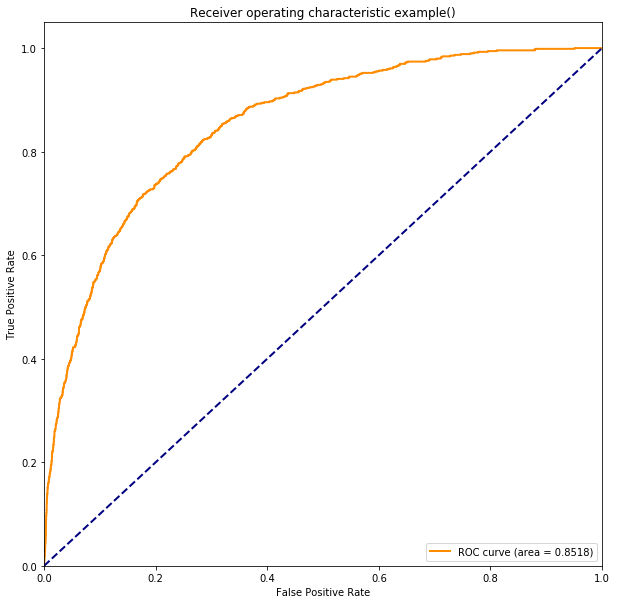 Receiver operating characteristic example()
True Positive Rate
1.0
0.8
0.6
0.4
0.2
0.0
0.0 0.2 0.4 0.6 0.8 1.0
False Positive Rate
ROC curve (area = 0.8518)